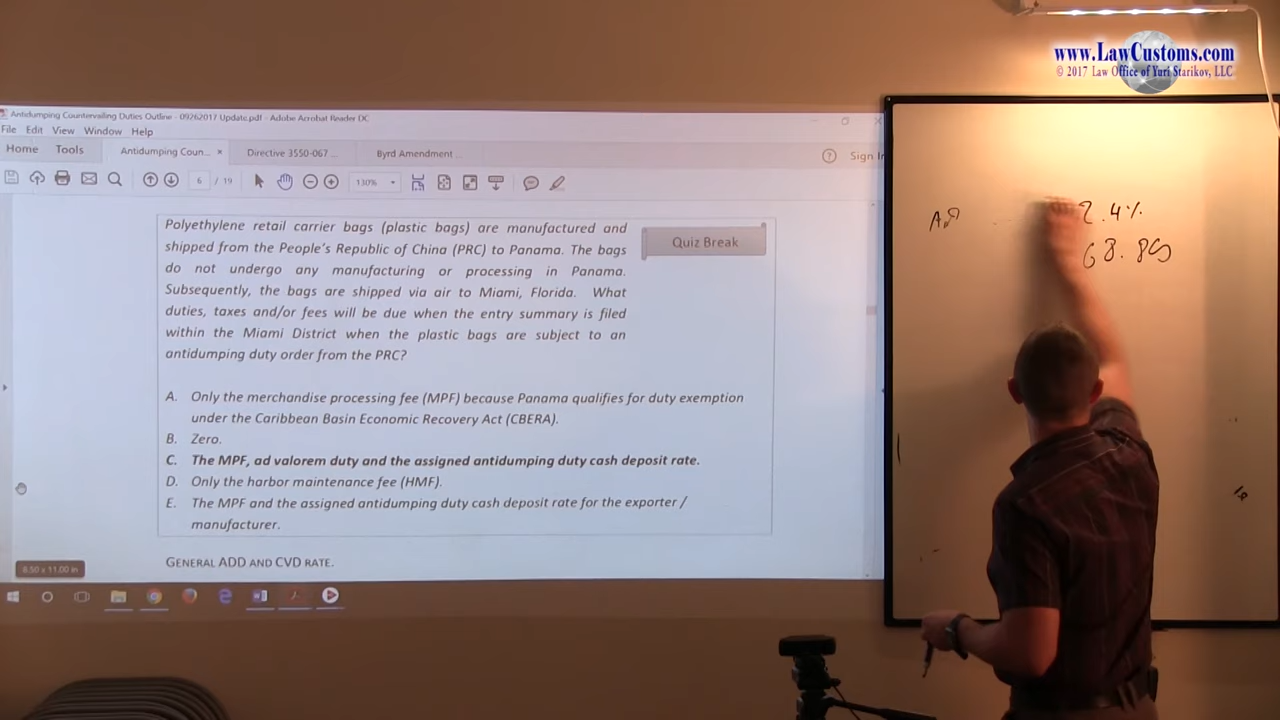 www.LawCustoms.com
© 2017 Law Office of Yuri Starikov, LLC
Antidumping Countervailing Duties Outline - 09262017 Update.pdf - Adobe Acrobat Reader DC
File Edit View Window Help
Home Tools Antidumping Coun... × Directive 3550-067 ... Byrd Amendment ... Sign In
6 / 19 130%
Polyethylene retail carrier bags (plastic bags) are manufactured and
shipped from the People's Republic of China (PRC) to Panama. The bags
do not undergo any manufacturing or processing in Panama.
Subsequently, the bags are shipped via air to Miami, Florida. What
duties, taxes and/or fees will be due when the entry summary is filed
within the Miami District when the plastic bags are subject to an
antidumping duty order from the PRC?
Quiz Break
A. Only the merchandise processing fee (MPF) because Panama qualifies for duty exemption
under the Caribbean Basin Economic Recovery Act (CBERA).
B. Zero.
C. The MPF, ad valorem duty and the assigned antidumping duty cash deposit rate.
D. Only the harbor maintenance fee (HMF).
E. The MPF and the assigned antidumping duty cash deposit rate for the exporter /
manufacturer.
GENERAL ADD AND CVD RATE.
8.50 x 11.00 in
2.4%
68.85